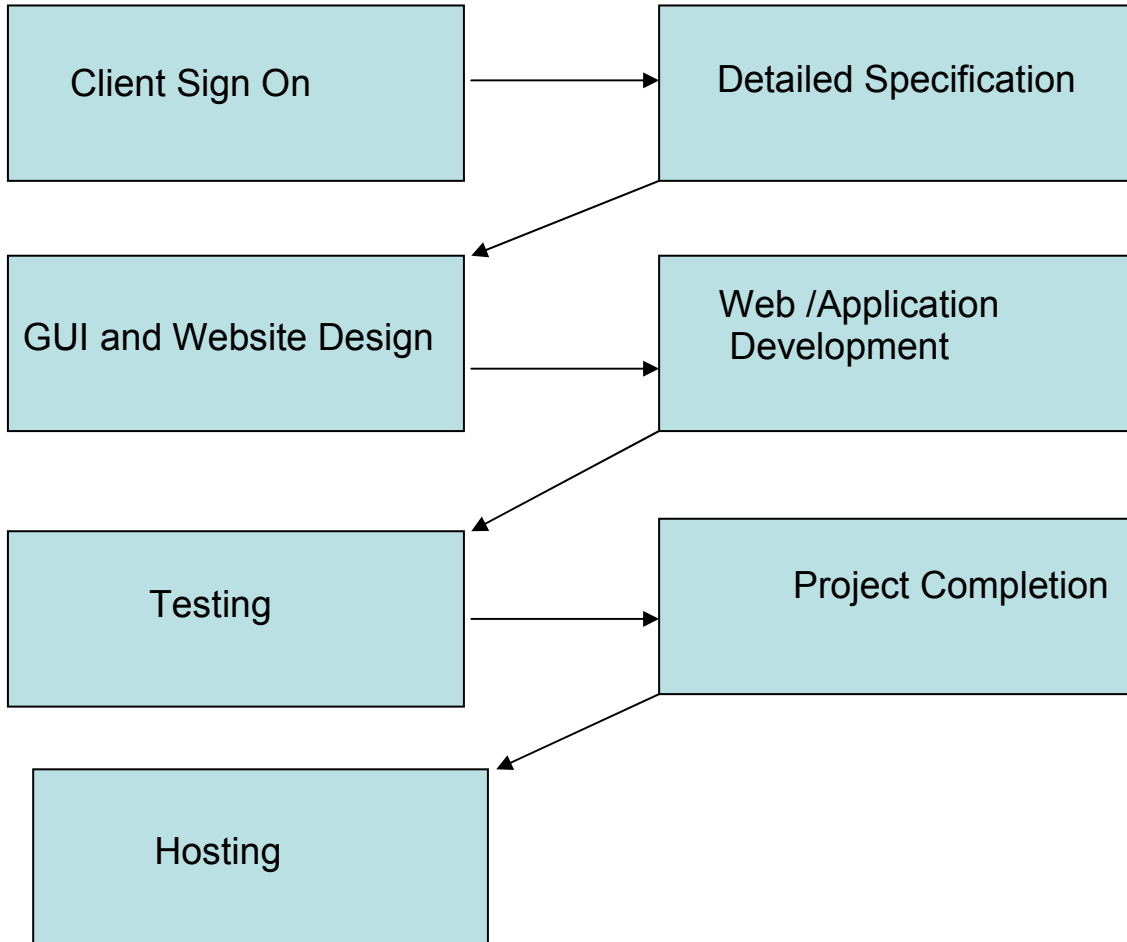 Client Sign On
Detailed Specification
GUI and Website Design
Web /Application
Development
Testing
Project Completion
Hosting